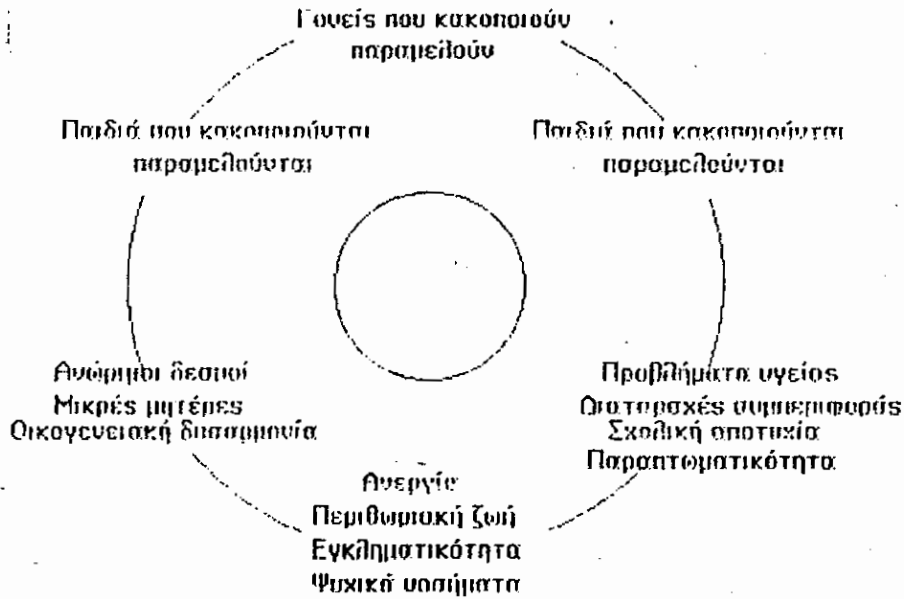 Γονείς που κακοποιούν
παραμελούν
Παιδιά που κακοποιούνται
παραμελούνται
Παιδιά που κακοποιούνται
παραμελούνται
Ανώριμοι δεσμοί
Μικρές μητέρες
Οικογενειακή δυσαρμονία
Προβλήματα υγείας
Διαταραχές συμπεριφοράς
Σχολική αποτυχία
Παραπτωματικότητα
Ανεργία
Περιθωριακή ζωή
Εγκληματικότητα
Ψυχικά νοσήματα